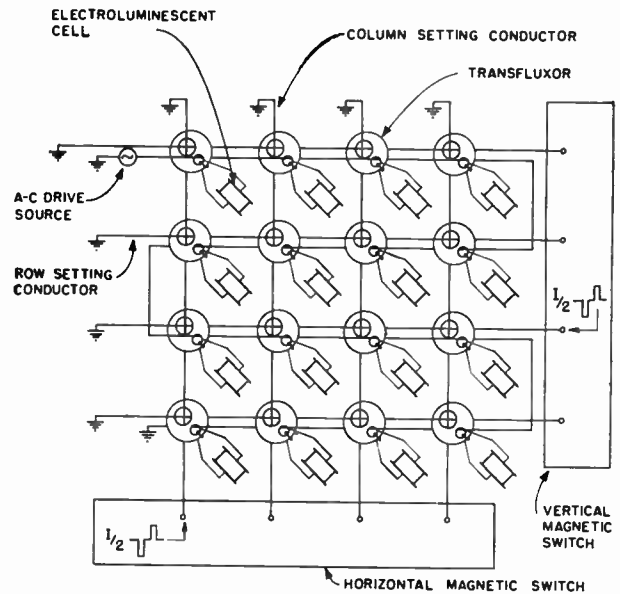 ELECTROLUMINESCENT
CELL
COLUMN SETTING CONDUCTOR
TRANSFLUXOR
A-C DRIVE
SOURCE
ROW SETTING
CONDUCTOR
I/2
I/2
VERTICAL
MAGNETIC
SWITCH
HORIZONTAL MAGNETIC SWITCH